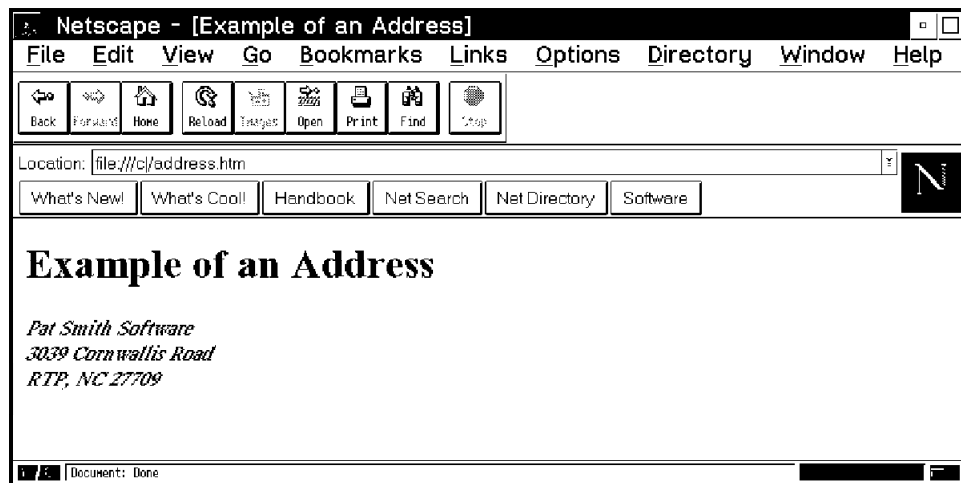 Netscape - [Example of an Address]
File Edit View Go Bookmarks Links Options Directory Window Help
Back Forward Home Reload Images Open Print Find Stop
Location: file:///c|/address.htm
N
What's New! What's Cool! Handbook Net Search Net Directory Software
Example of an Address
Pat Smith Software
3039 Cornwallis Road
RTP, NC 27709
Document: Done